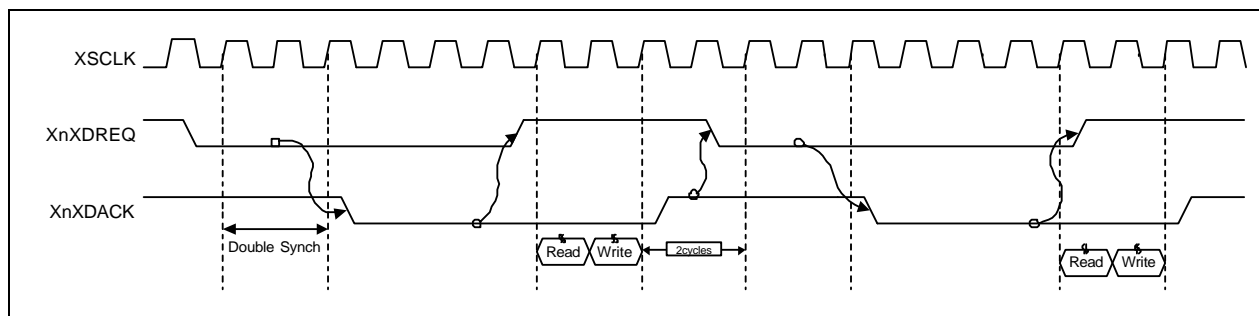 XSCLK
XnXDREQ
XnXDACK
Double Synch
Read Write 2cycles
Read Write